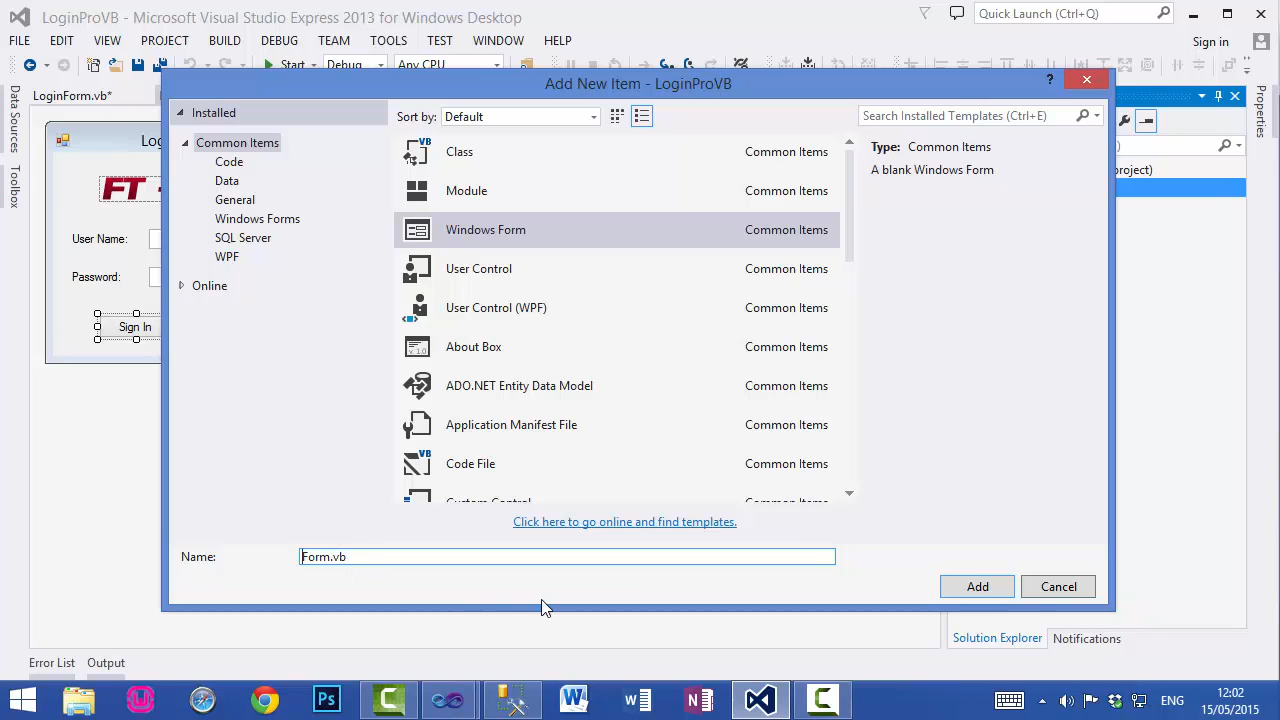 LoginProVB - Microsoft Visual Studio Express 2013 for Windows Desktop
Quick Launch (Ctrl+Q)
FILE EDIT VIEW PROJECT BUILD DEBUG TEAM TOOLS TEST WINDOW HELP
Sign in
Start Debug Any CPU
Add New Item - LoginProVB
?
LoginForm.vb*
Data Sources
Toolbox
Properties
FT
User Name:
Password:
Sign In
Installed
Common Items
Code
Data
General
Windows Forms
SQL Server
WPF
Online
Sort by: Default
Search Installed Templates (Ctrl+E)
Class Common Items
Module Common Items
Windows Form Common Items
User Control Common Items
User Control (WPF) Common Items
About Box Common Items
ADO.NET Entity Data Model Common Items
Application Manifest File Common Items
Code File Common Items
Custom Control Common Items
Type: Common Items
A blank Windows Form
project)
Click here to go online and find templates.
Name: Form.vb
Add Cancel
Solution Explorer Notifications
Error List Output
ENG
12:02
15/05/2015